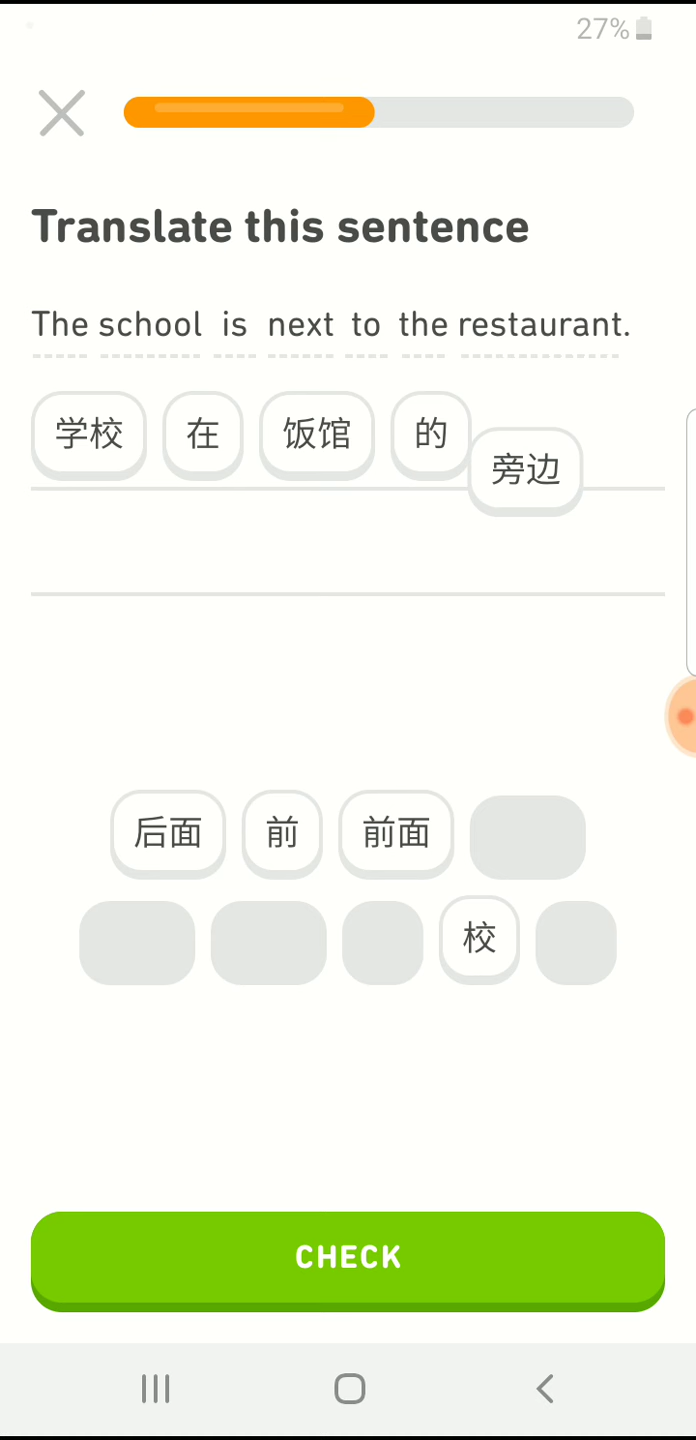 27%
Translate this sentence
The school is next to the restaurant.
学校 在 饭馆 的 旁边
后面 前 前面
校
CHECK